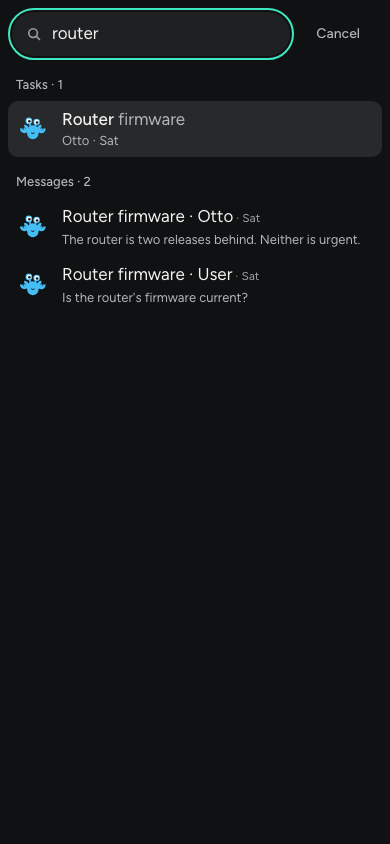 router
Cancel
Tasks · 1
Router firmware
Otto · Sat
Messages · 2
Router firmware · Otto · Sat
The router is two releases behind. Neither is urgent.
Router firmware · User · Sat
Is the router's firmware current?